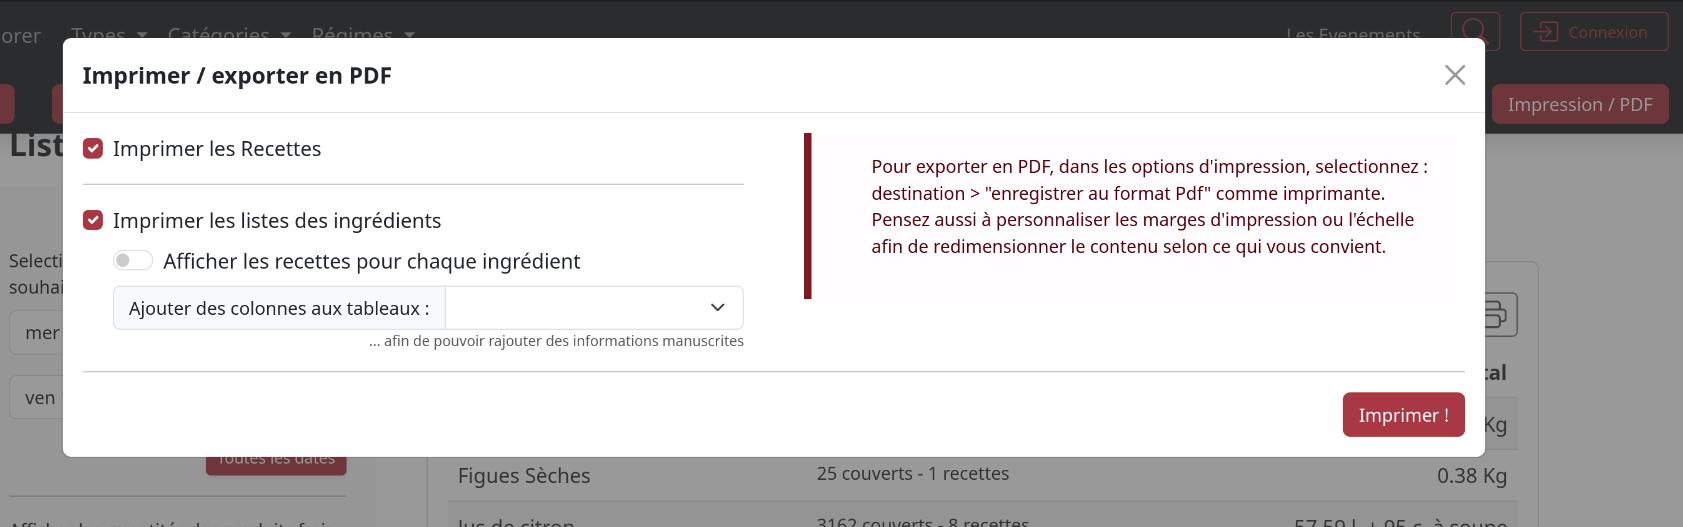 orer Types Catégories Régimes Les Evenements Connexion
Imprimer / exporter en PDF
Impression / PDF
List
Imprimer les Recettes
Pour exporter en PDF, dans les options d'impression, selectionnez :
destination > "enregistrer au format Pdf" comme imprimante.
Pensez aussi à personnaliser les marges d'impression ou l'échelle
afin de redimensionner le contenu selon ce qui vous convient.
Imprimer les listes des ingrédients
Afficher les recettes pour chaque ingrédient
Selecti
souhai
Ajouter des colonnes aux tableaux :
mer
... afin de pouvoir rajouter des informations manuscrites
tal
ven
Imprimer !
Kg
Toutes les dates
Figues Sèches 25 couverts - 1 recettes 0.38 Kg
Jus de citron 3162 couverts - 8 recettes